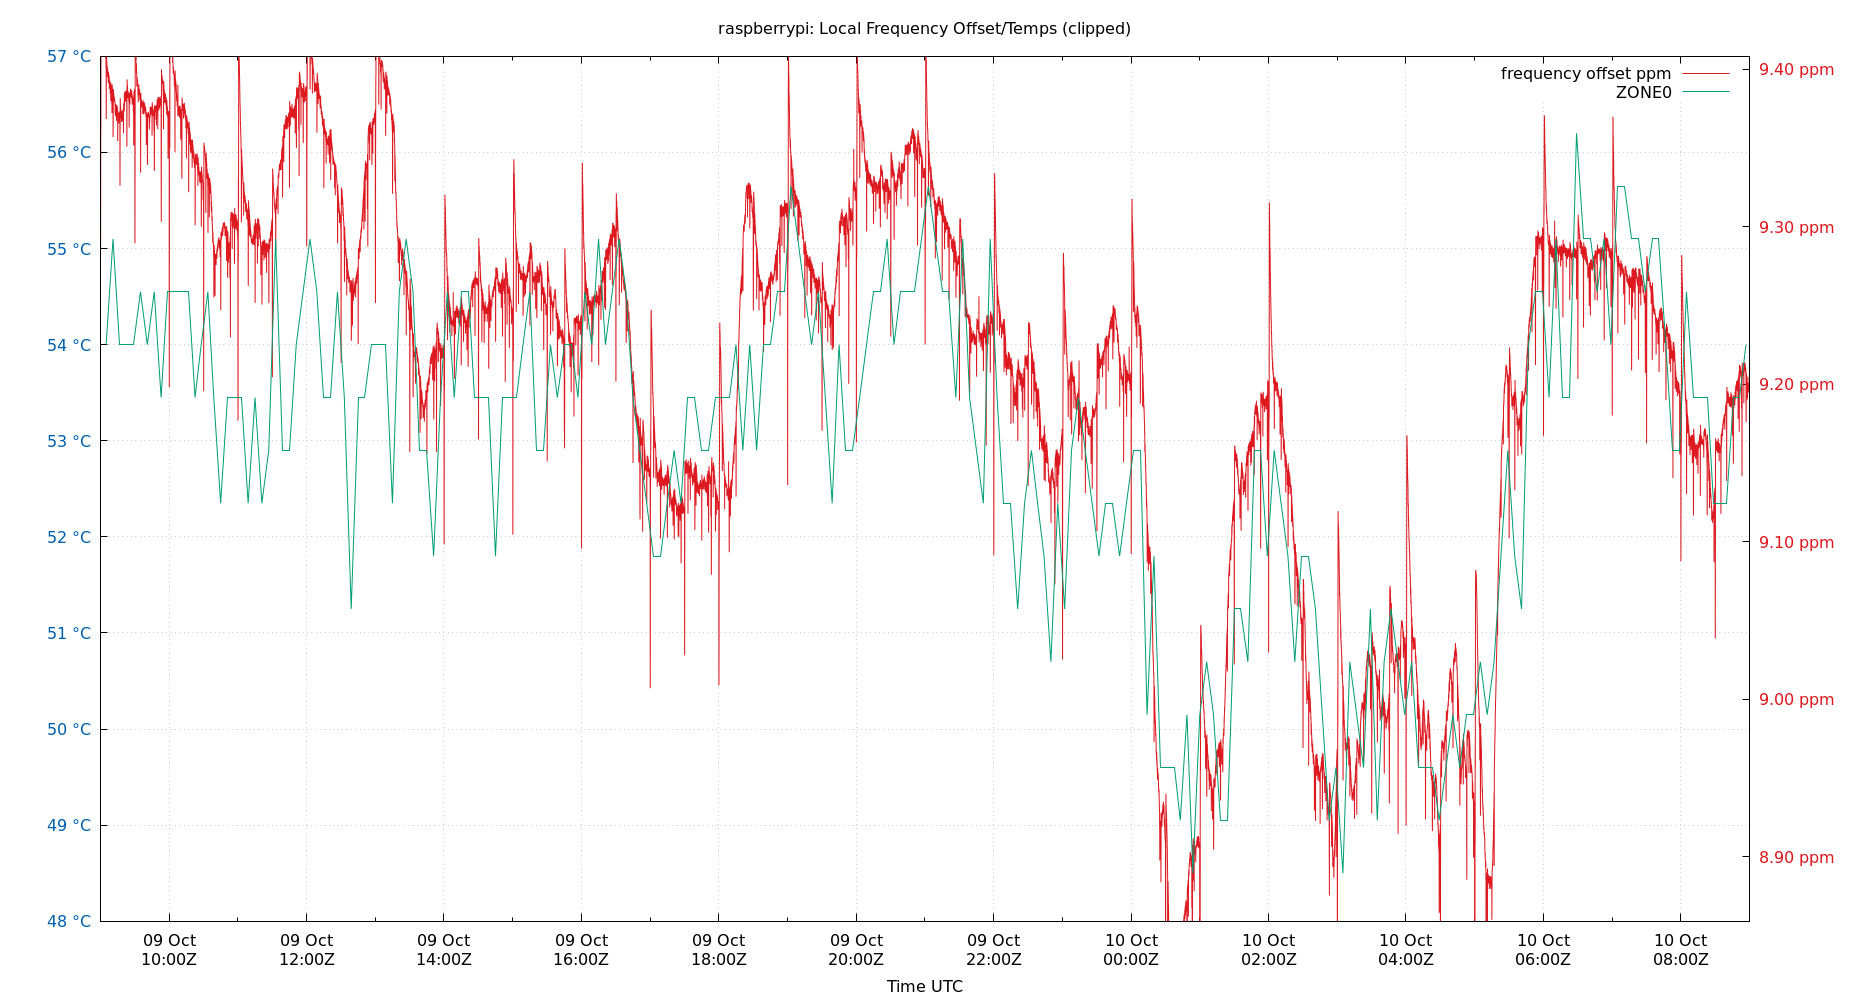 raspberrypi: Local Frequency Offset/Temps (clipped)
57 °C
56 °C
55 °C
54 °C
53 °C
52 °C
51 °C
50 °C
49 °C
48 °C
frequency offset ppm
ZONE0
9.40 ppm
9.30 ppm
9.20 ppm
9.10 ppm
9.00 ppm
8.90 ppm
09 Oct
10:00Z
09 Oct
12:00Z
09 Oct
14:00Z
09 Oct
16:00Z
09 Oct
18:00Z
09 Oct
20:00Z
09 Oct
22:00Z
10 Oct
00:00Z
10 Oct
02:00Z
10 Oct
04:00Z
10 Oct
06:00Z
10 Oct
08:00Z
Time UTC